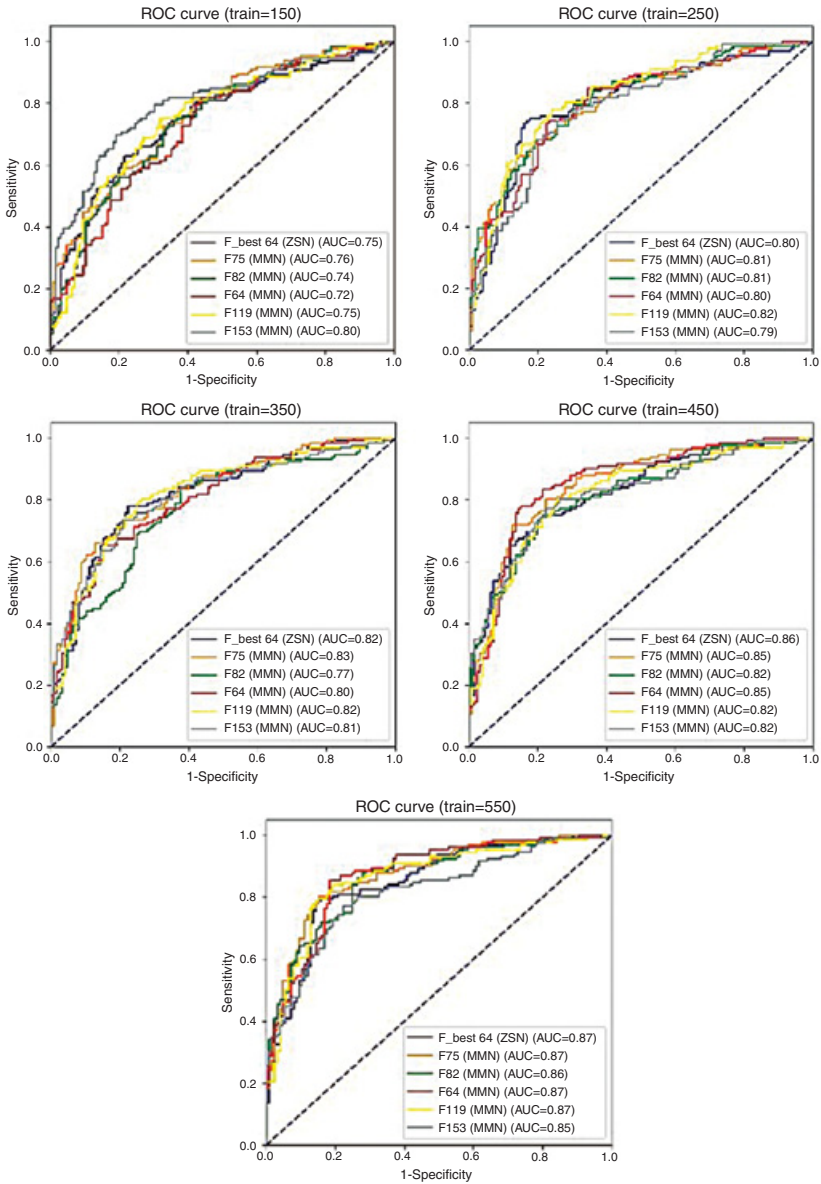 ROC curve (train=150)
1.0
0.8
0.6
0.4
0.2
0.0
Sensitivity
F_best 64 (ZSN) (AUC=0.75)
F75 (MMN) (AUC=0.76)
F82 (MMN) (AUC=0.74)
F64 (MMN) (AUC=0.72)
F119 (MMN) (AUC=0.75)
F153 (MMN) (AUC=0.80)
0.0 0.2 0.4 0.6 0.8 1.0
1-Specificity
ROC curve (train=250)
1.0
0.8
0.6
0.4
0.2
0.0
Sensitivity
F_best 64 (ZSN) (AUC=0.80)
F75 (MMN) (AUC=0.81)
F82 (MMN) (AUC=0.81)
F64 (MMN) (AUC=0.80)
F119 (MMN) (AUC=0.82)
F153 (MMN) (AUC=0.79)
0.0 0.2 0.4 0.6 0.8 1.0
1-Specificity
ROC curve (train=350)
1.0
0.8
0.6
0.4
0.2
0.0
Sensitivity
F_best 64 (ZSN) (AUC=0.82)
F75 (MMN) (AUC=0.83)
F82 (MMN) (AUC=0.77)
F64 (MMN) (AUC=0.80)
F119 (MMN) (AUC=0.82)
F153 (MMN) (AUC=0.81)
0.0 0.2 0.4 0.6 0.8 1.0
1-Specificity
ROC curve (train=450)
1.0
0.8
0.6
0.4
0.2
0.0
Sensitivity
F_best 64 (ZSN) (AUC=0.86)
F75 (MMN) (AUC=0.85)
F82 (MMN) (AUC=0.82)
F64 (MMN) (AUC=0.85)
F119 (MMN) (AUC=0.82)
F153 (MMN) (AUC=0.82)
0.0 0.2 0.4 0.6 0.8 1.0
1-Specificity
ROC curve (train=550)
1.0
0.8
0.6
0.4
0.2
0.0
Sensitivity
F_best 64 (ZSN) (AUC=0.87)
F75 (MMN) (AUC=0.87)
F82 (MMN) (AUC=0.86)
F64 (MMN) (AUC=0.87)
F119 (MMN) (AUC=0.87)
F153 (MMN) (AUC=0.85)
0.0 0.2 0.4 0.6 0.8 1.0
1-Specificity